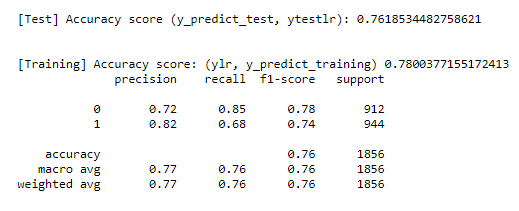 [Test] Accuracy score (y_predict_test, ytestlr): 0.7618534482758621
[Training] Accuracy score: (ylr, y_predict_training) 0.7800377155172413
precision recall f1-score support
0 0.72 0.85 0.78 912
1 0.82 0.68 0.74 944
accuracy 0.76 1856
macro avg 0.77 0.76 0.76 1856
weighted avg 0.77 0.76 0.76 1856